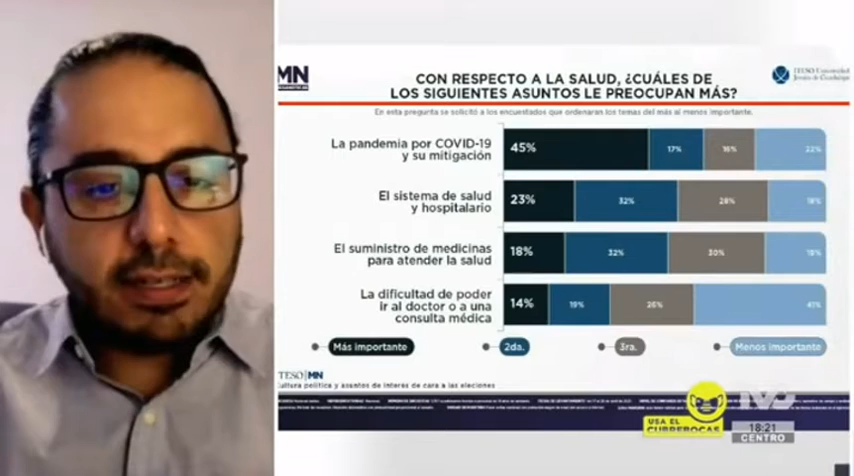 MN
CON RESPECTO A LA SALUD, ¿CUÁLES DE
LOS SIGUIENTES ASUNTOS LE PREOCUPAN MÁS?
ITESO Universidad
Jesuita de Guadalajara
En esta pregunta se solicitó a los encuestados que ordenaran los temas del más al menos importante.
La pandemia por COVID-19
y su mitigación
45% 17% 16% 22%
El sistema de salud
y hospitalario
23% 32% 28% 18%
El suministro de medicinas
para atender la salud
18% 32% 30% 18%
La dificultad de poder
ir al doctor o a una
consulta médica
14% 19% 26% 41%
Más importante 2da. 3ra. Menos importante
TESO|MN
Cultura política y asuntos de interés de cara a las elecciones
USA EL
CUBREBOCAS
18:21
CENTRO